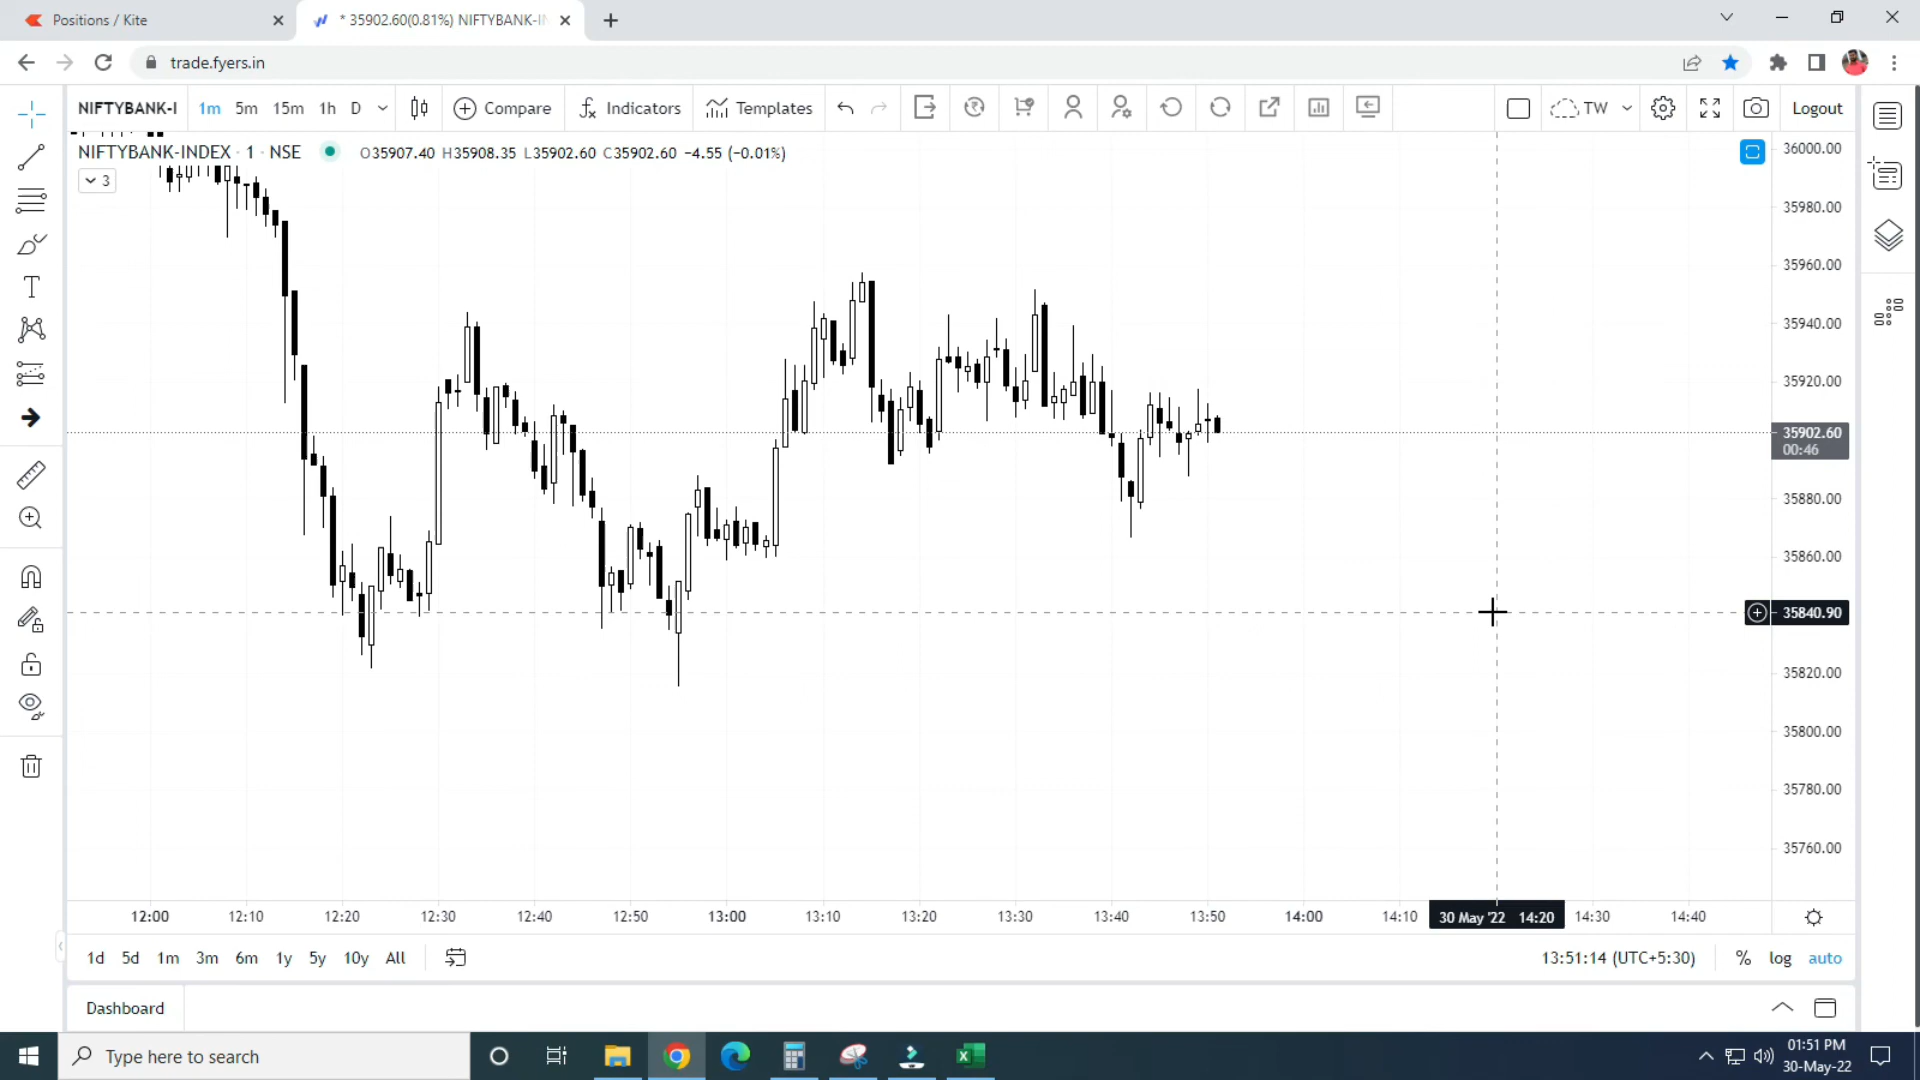 Positions / Kite
* 35902.60(0.81%) NIFTYBANK-IN
trade.fyers.in
NIFTYBANK-I 1m 5m 15m 1h D Compare Indicators Templates TW Logout
NIFTYBANK-INDEX · 1 · NSE O35907.40 H35908.35 L35902.60 C35902.60 −4.55 (−0.01%)
3
36000.00
35980.00
35960.00
35940.00
35920.00
35902.60
00:46
35880.00
35860.00
35840.90
35820.00
35800.00
35780.00
35760.00
12:00 12:10 12:20 12:30 12:40 12:50 13:00 13:10 13:20 13:30 13:40 13:50 14:00 14:10 30 May '22 14:20 14:30 14:40
1d 5d 1m 3m 6m 1y 5y 10y All 13:51:14 (UTC+5:30) % log auto
Dashboard
Type here to search
01:51 PM
30-May-22